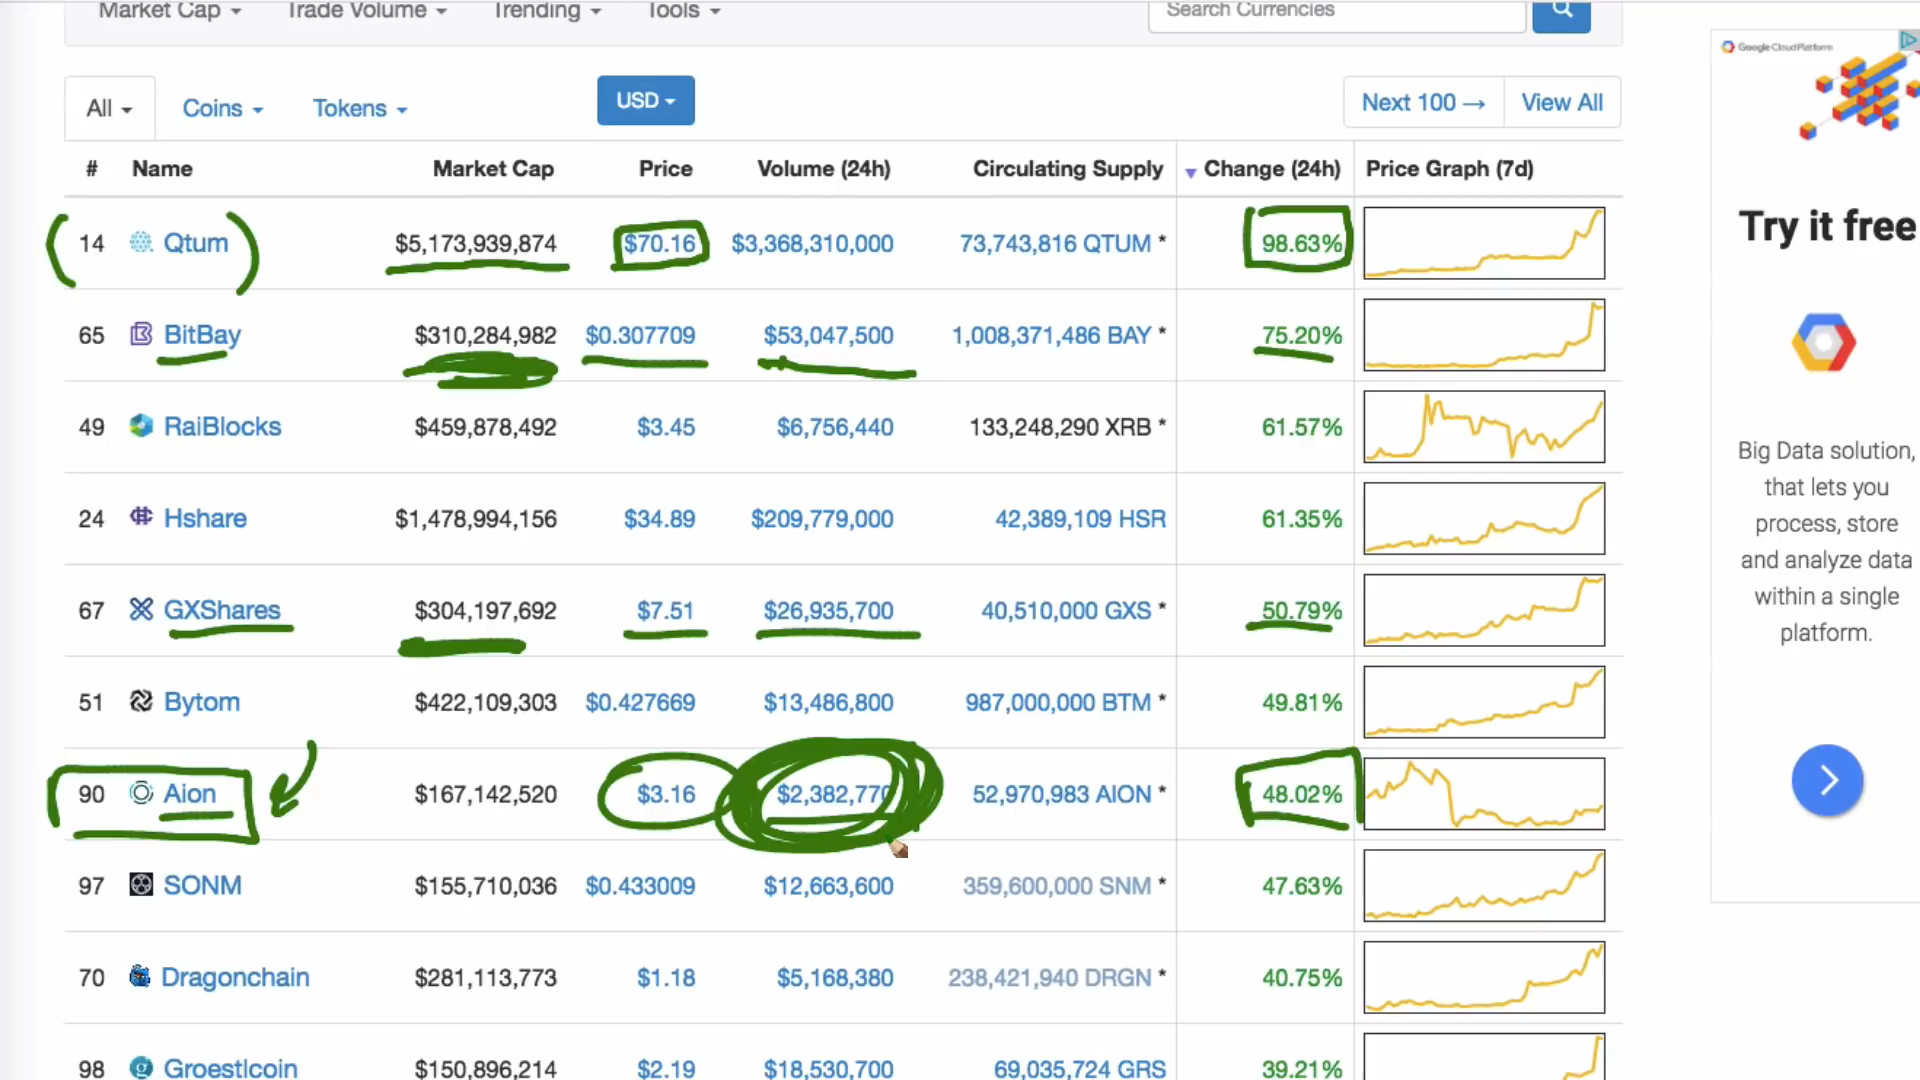 Market Cap Trade Volume Trending Tools Search Currencies
All Coins Tokens USD Next 100 → View All
# Name Market Cap Price Volume (24h) Circulating Supply Change (24h) Price Graph (7d)
14 Qtum $5,173,939,874 $70.16 $3,368,310,000 73,743,816 QTUM * 98.63%
65 BitBay $310,284,982 $0.307709 $53,047,500 1,008,371,486 BAY * 75.20%
49 RaiBlocks $459,878,492 $3.45 $6,756,440 133,248,290 XRB * 61.57%
24 Hshare $1,478,994,156 $34.89 $209,779,000 42,389,109 HSR 61.35%
67 GXShares $304,197,692 $7.51 $26,935,700 40,510,000 GXS * 50.79%
51 Bytom $422,109,303 $0.427669 $13,486,800 987,000,000 BTM * 49.81%
90 Aion $167,142,520 $3.16 $2,382,770 52,970,983 AION * 48.02%
97 SONM $155,710,036 $0.433009 $12,663,600 359,600,000 SNM * 47.63%
70 Dragonchain $281,113,773 $1.18 $5,168,380 238,421,940 DRGN * 40.75%
98 Groestlcoin $150,896,214 $2.19 $18,530,700 69,035,724 GRS 39.21%
Google Cloud Platform
Try it free
Big Data solution,
that lets you
process, store
and analyze data
within a single
platform.